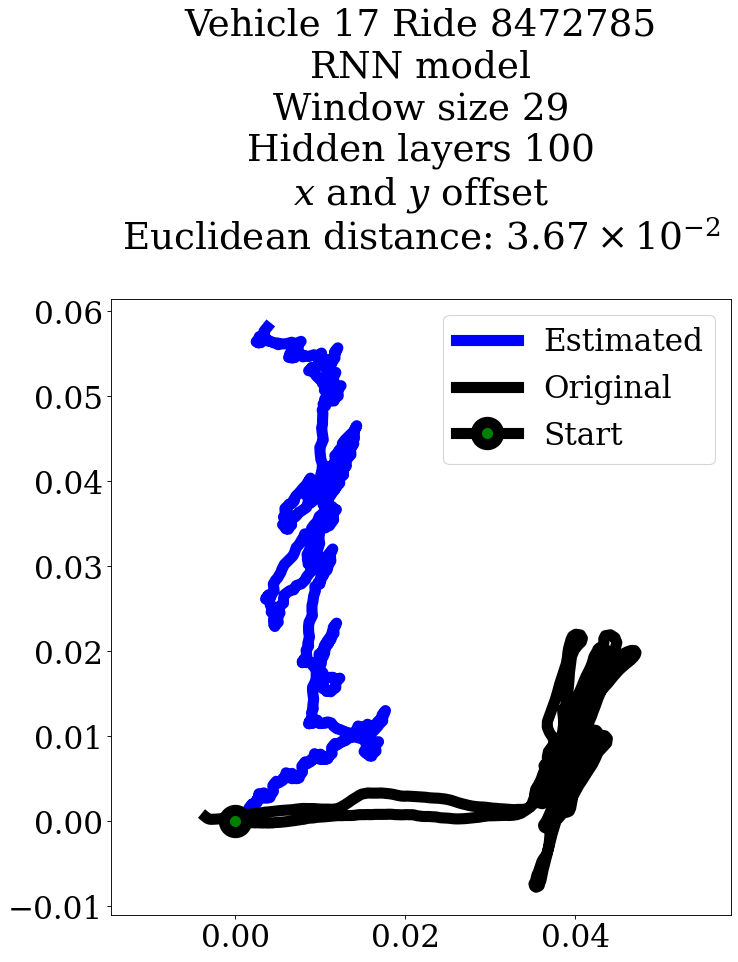 Vehicle 17 Ride 8472785
RNN model
Window size 29
Hidden layers 100
x and y offset
Euclidean distance: 3.67 × 10⁻²
Estimated
Original
Start
0.06
0.05
0.04
0.03
0.02
0.01
0.00
−0.01
0.00 0.02 0.04